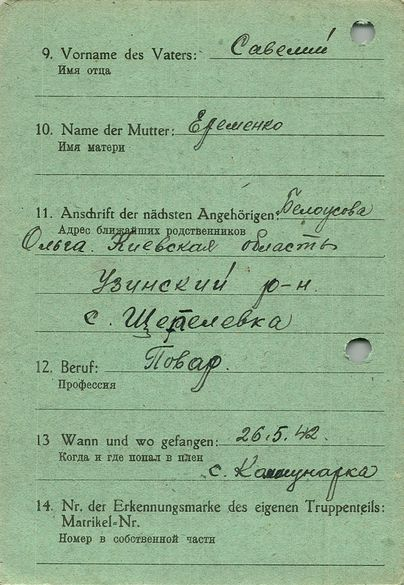 9. Vorname des Vaters: Савелий
Имя отца
10. Name der Mutter: Еременко
Имя матери
11. Anschrift der nächsten Angehörigen: Белоусова
Адрес ближайших родственников
Ольга. Киевская область
Узинский р-н.
с.
12. Beruf: Повар.
Профессия
13 Wann und wo gefangen: 26.5.42.
Когда и где попал в плен
с. Коммунарка
14. Nr. der Erkennungsmarke des eigenen Truppenteils:
Matrikel-Nr.
Номер в собственной части